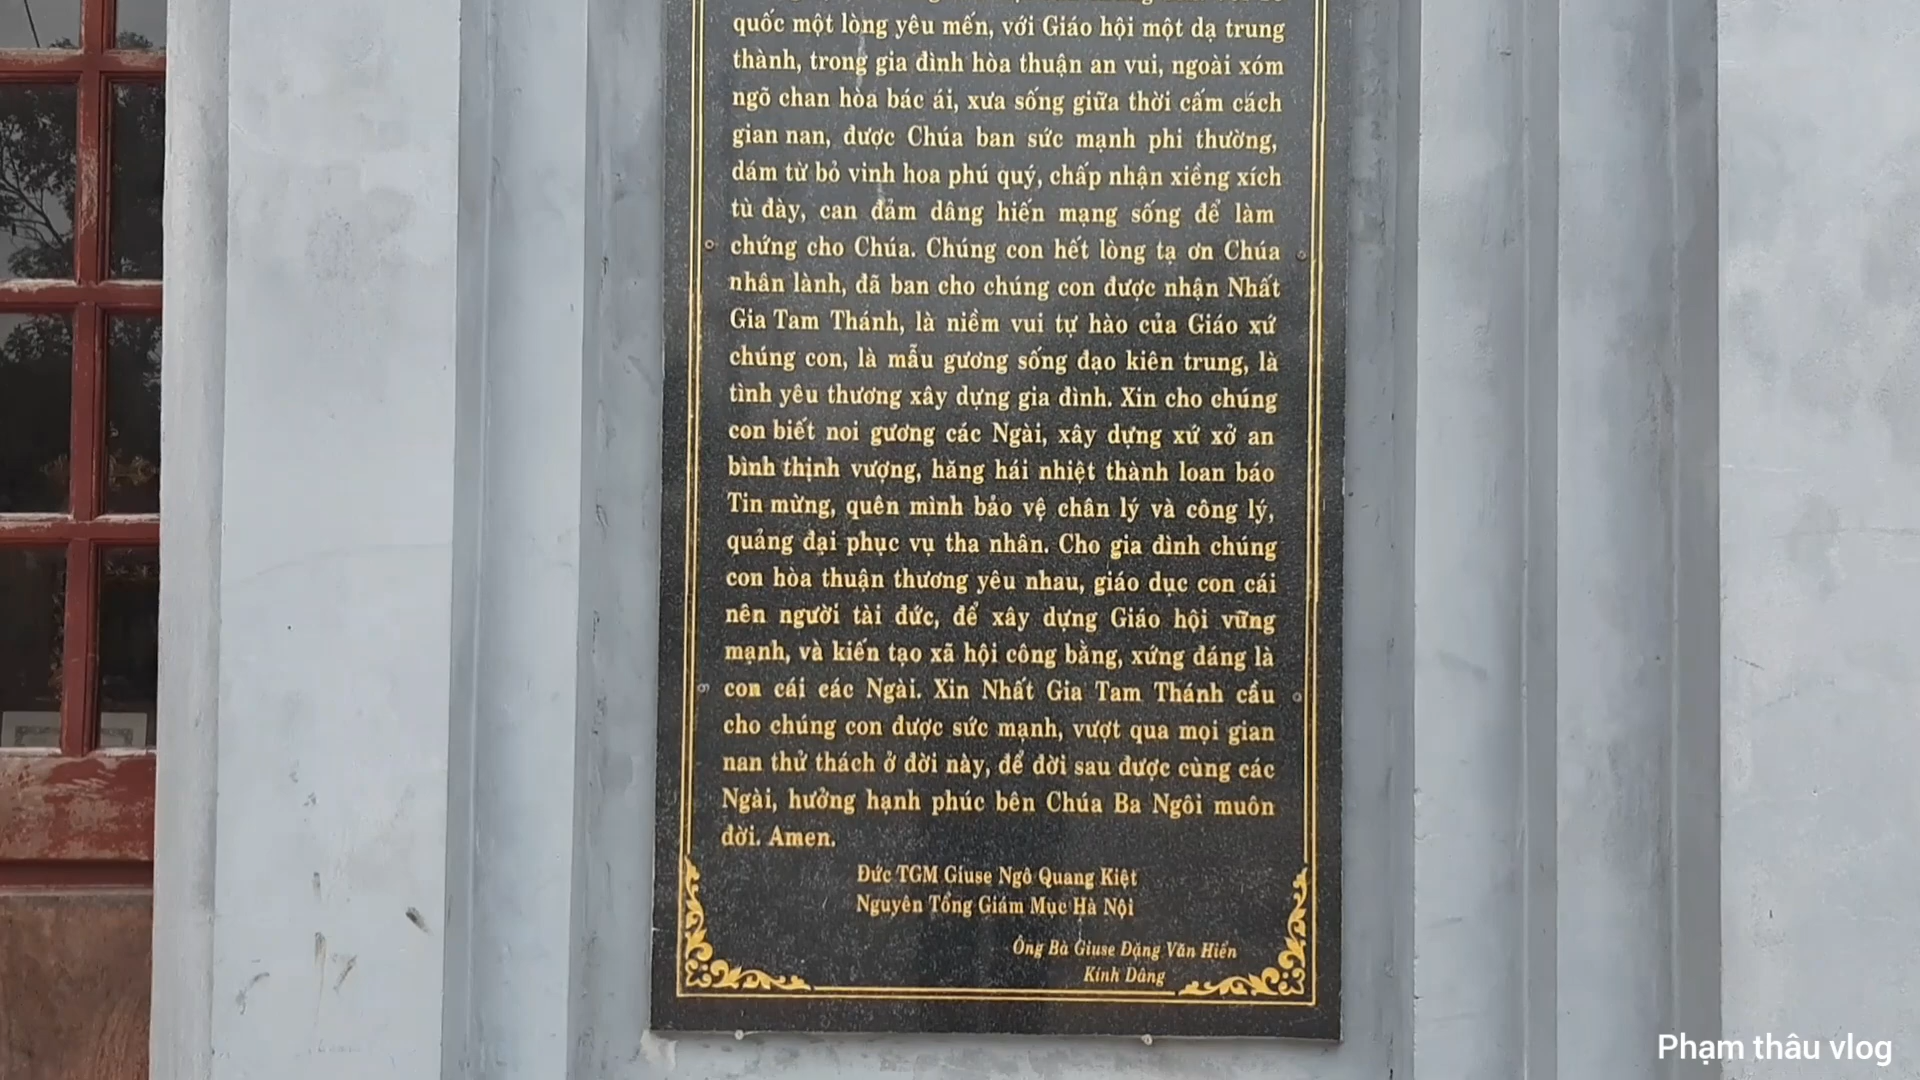 quốc một lòng yêu mến, với Giáo hội một dạ trung
thành, trong gia đình hòa thuận an vui, ngoài xóm
ngõ chan hòa bác ái, xưa sống giữa thời cấm cách
gian nan, được Chúa ban sức mạnh phi thường,
dám từ bỏ vinh hoa phú quý, chấp nhận xiềng xích
tù đày, can đảm dâng hiến mạng sống để làm
chứng cho Chúa. Chúng con hết lòng tạ ơn Chúa
nhân lành, đã ban cho chúng con được nhận Nhất
Gia Tam Thánh, là niềm vui tự hào của Giáo xứ
chúng con, là mẫu gương sống đạo kiên trung, là
tình yêu thương xây dựng gia đình. Xin cho chúng
con biết noi gương các Ngài, xây dựng xứ xở an
bình thịnh vượng, hăng hái nhiệt thành loan báo
Tin mừng, quên mình bảo vệ chân lý và công lý,
quảng đại phục vụ tha nhân. Cho gia đình chúng
con hòa thuận thương yêu nhau, giáo dục con cái
nên người tài đức, để xây dựng Giáo hội vững
mạnh, và kiến tạo xã hội công bằng, xứng đáng là
con cái các Ngài. Xin Nhất Gia Tam Thánh cầu
cho chúng con được sức mạnh, vượt qua mọi gian
nan thử thách ở đời này, để đời sau được cùng các
Ngài, hưởng hạnh phúc bên Chúa Ba Ngôi muôn
đời. Amen.
Đức TGM Giuse Ngô Quang Kiệt
Nguyên Tổng Giám Mục Hà Nội
Ông Bà Giuse Đặng Văn Hiển
Kính Dâng
Phạm thâu vlog